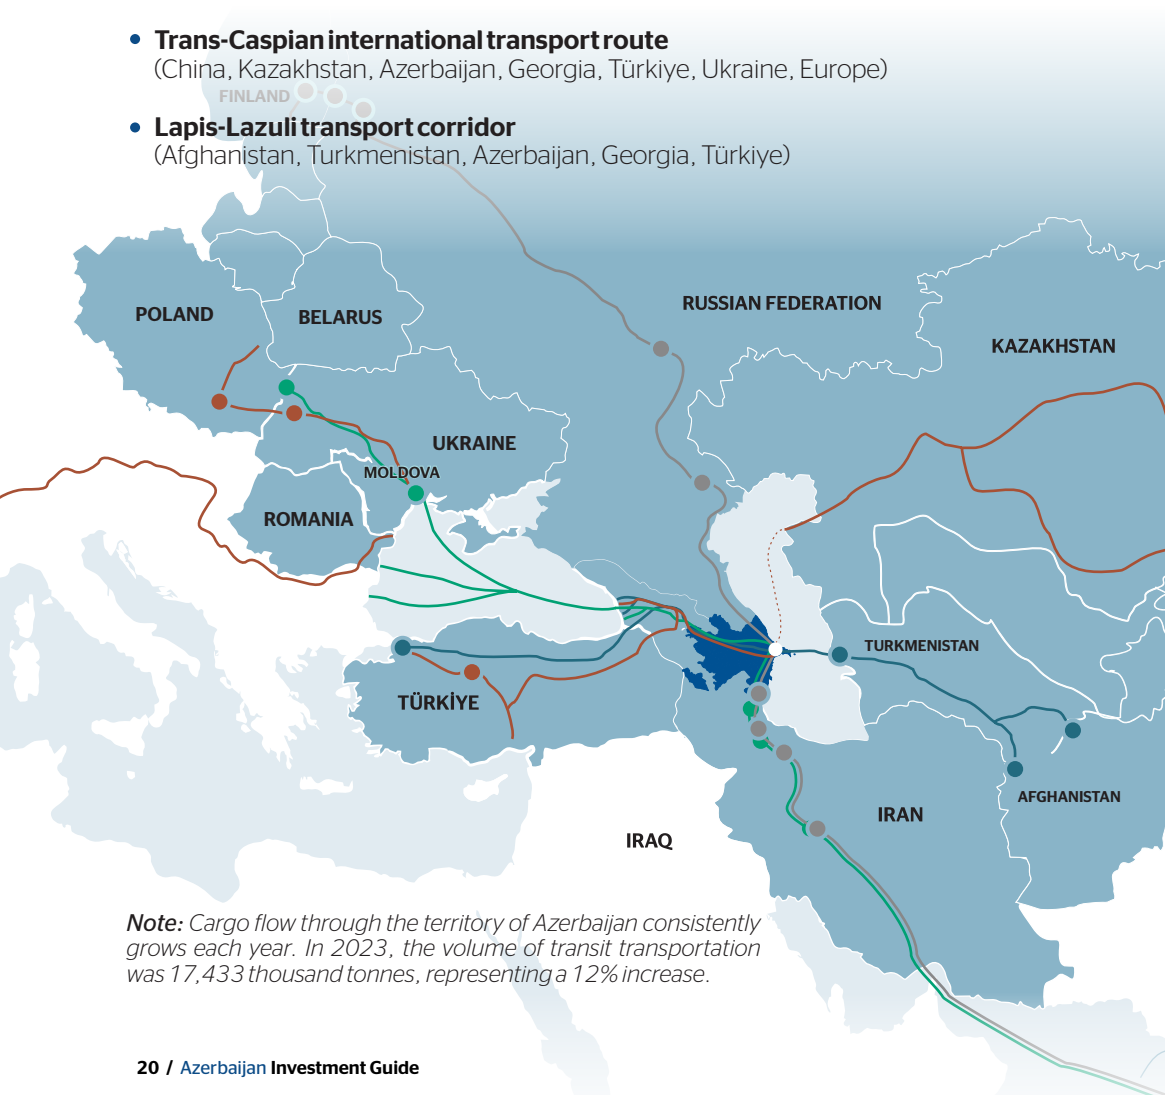 • Trans-Caspian international transport route
(China, Kazakhstan, Azerbaijan, Georgia, Türkiye, Ukraine, Europe)
FINLAND
• Lapis-Lazuli transport corridor
(Afghanistan, Turkmenistan, Azerbaijan, Georgia, Türkiye)
RUSSIAN FEDERATION
POLAND
BELARUS
KAZAKHSTAN
UKRAINE
MOLDOVA
ROMANIA
TURKMENISTAN
TÜRKİYE
AFGHANISTAN
IRAN
IRAQ
Note: Cargo flow through the territory of Azerbaijan consistently
grows each year. In 2023, the volume of transit transportation
was 17,433 thousand tonnes, representing a 12% increase.
20 / Azerbaijan Investment Guide